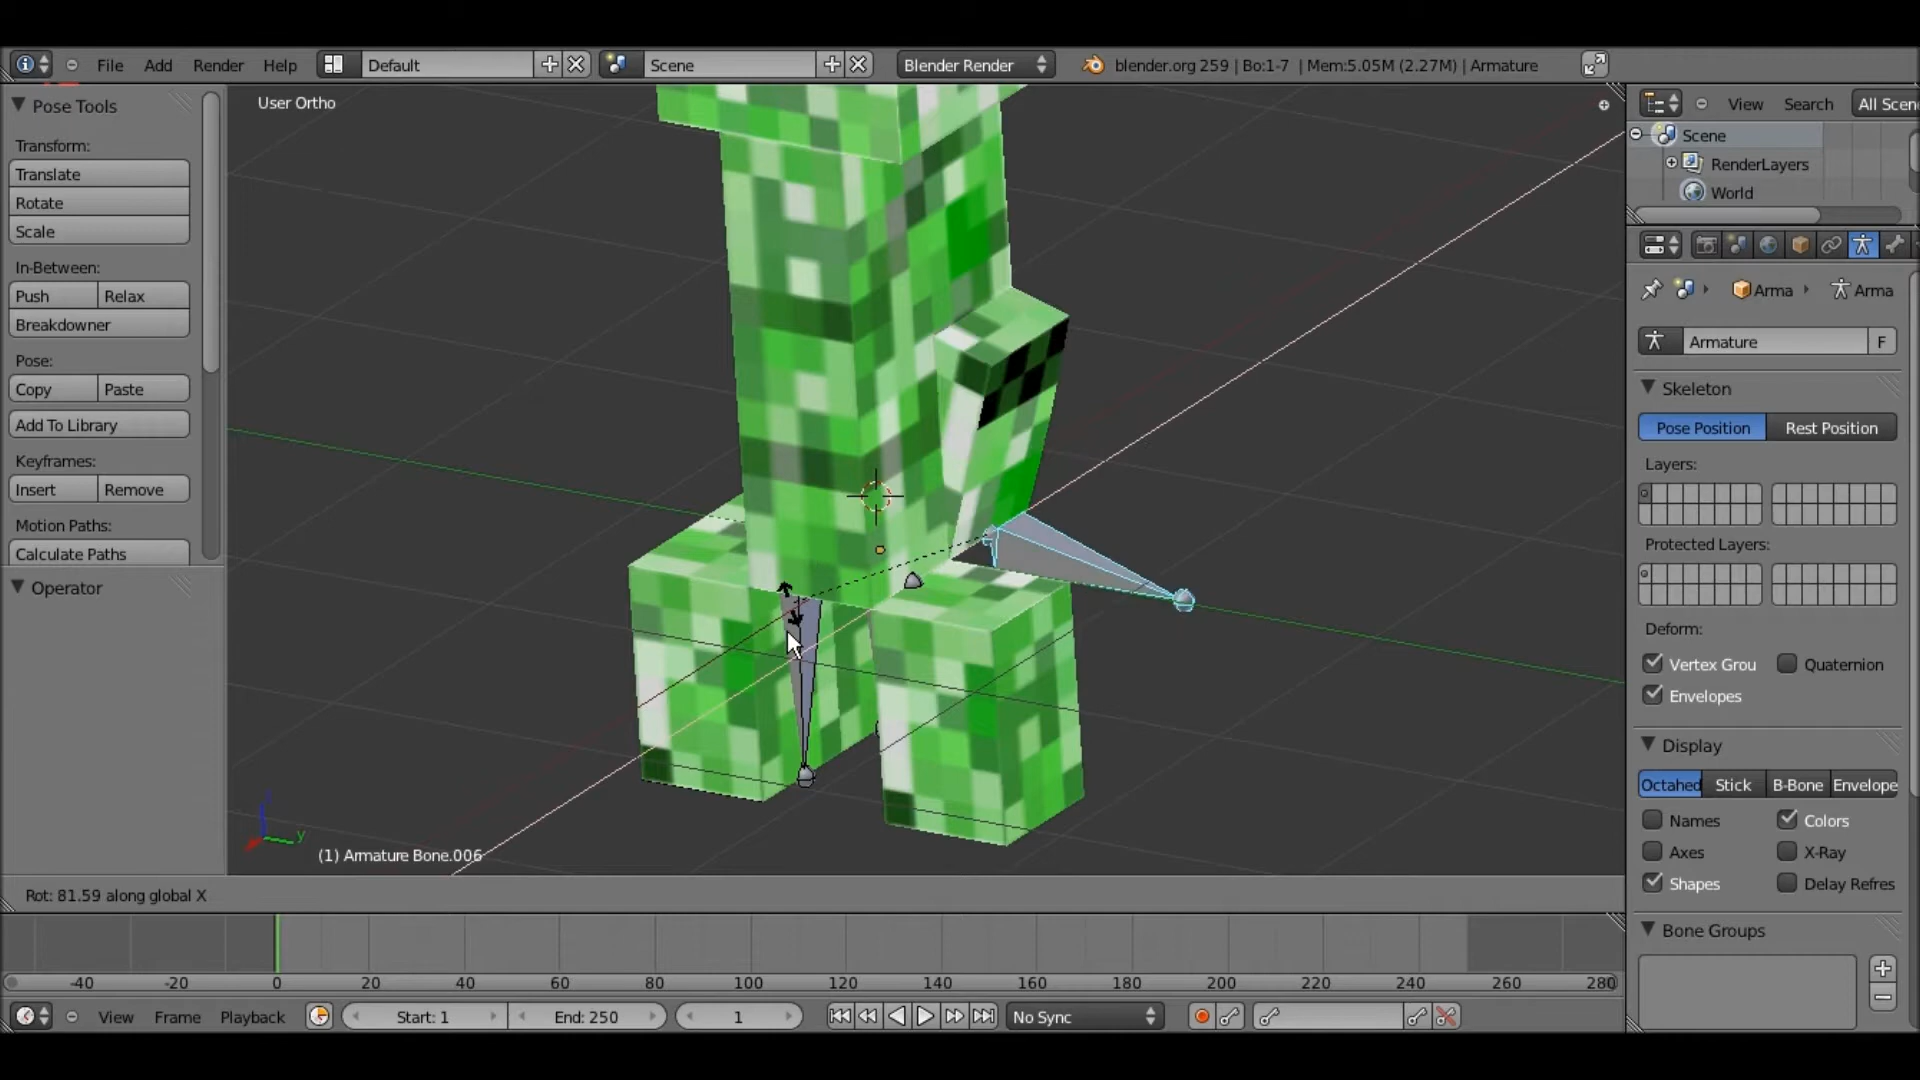 File Add Render Help Default Scene Blender Render blender.org 259 | Bo:1-7 | Mem:5.05M (2.27M) | Armature
Pose Tools
Transform:
Translate
Rotate
Scale
In-Between:
Push Relax
Breakdowner
Pose:
Copy Paste
Add To Library
Keyframes:
Insert Remove
Motion Paths:
Calculate Paths
Operator
User Ortho
y
(1) Armature Bone.006
Rot: 81.59 along global X
View Search All Scen
Scene
RenderLayers
World
Arma Arma
Armature F
Skeleton
Pose Position Rest Position
Layers:
Protected Layers:
Deform:
Vertex Grou Quaternion
Envelopes
Display
Octahed Stick B-Bone Envelope
Names Colors
Axes X-Ray
Shapes Delay Refres
Bone Groups
-40 -20 0 20 40 60 80 100 120 140 160 180 200 220 240 260 280
View Frame Playback Start: 1 End: 250 1 No Sync